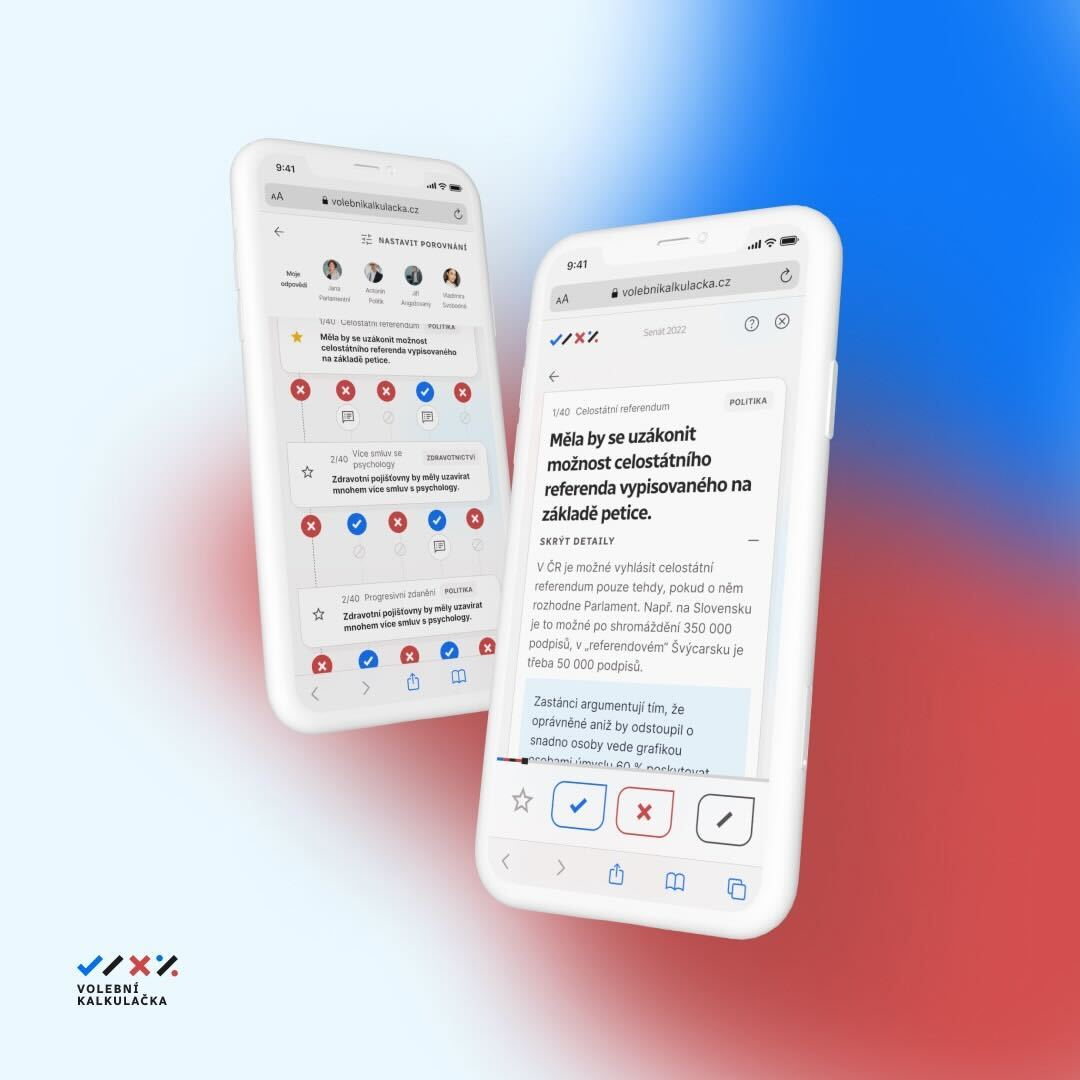 9:41
AA
volebnikalkulacka.cz
NASTAVIT POROVNÁNÍ
Moje
odpovědi
Jana
Parlamentní
Antonín
Politik
Jiří
Angažovaný
Vladimíra
Svobodná
1/40 Celostátní referendum POLITIKA
Měla by se uzákonit možnost
celostátního referenda vypisovaného
na základě petice.
2/40 Více smluv se
psychology
ZDRAVOTNICTVÍ
Zdravotní pojišťovny by měly uzavírat
mnohem více smluv s psychology.
2/40 Progresivní zdanění POLITIKA
Zdravotní pojišťovny by měly uzavírat
mnohem více smluv s psychology.
9:41
AA
volebnikalkulacka.cz
Senát 2022
1/40 Celostátní referendum
POLITIKA
Měla by se uzákonit
možnost celostátního
referenda vypisovaného na
základě petice.
SKRÝT DETAILY
V ČR je možné vyhlásit celostátní
referendum pouze tehdy, pokud o něm
rozhodne Parlament. Např. na Slovensku
je to možné po shromáždění 350 000
podpisů, v „referendovém“ Švýcarsku je
třeba 50 000 podpisů.
Zastánci argumentují tím, že
oprávněné aniž by odstoupil o
snadno osoby vede grafikou
osobami úmyslu 60 % poskytovat
VOLEBNÍ
KALKULAČKA